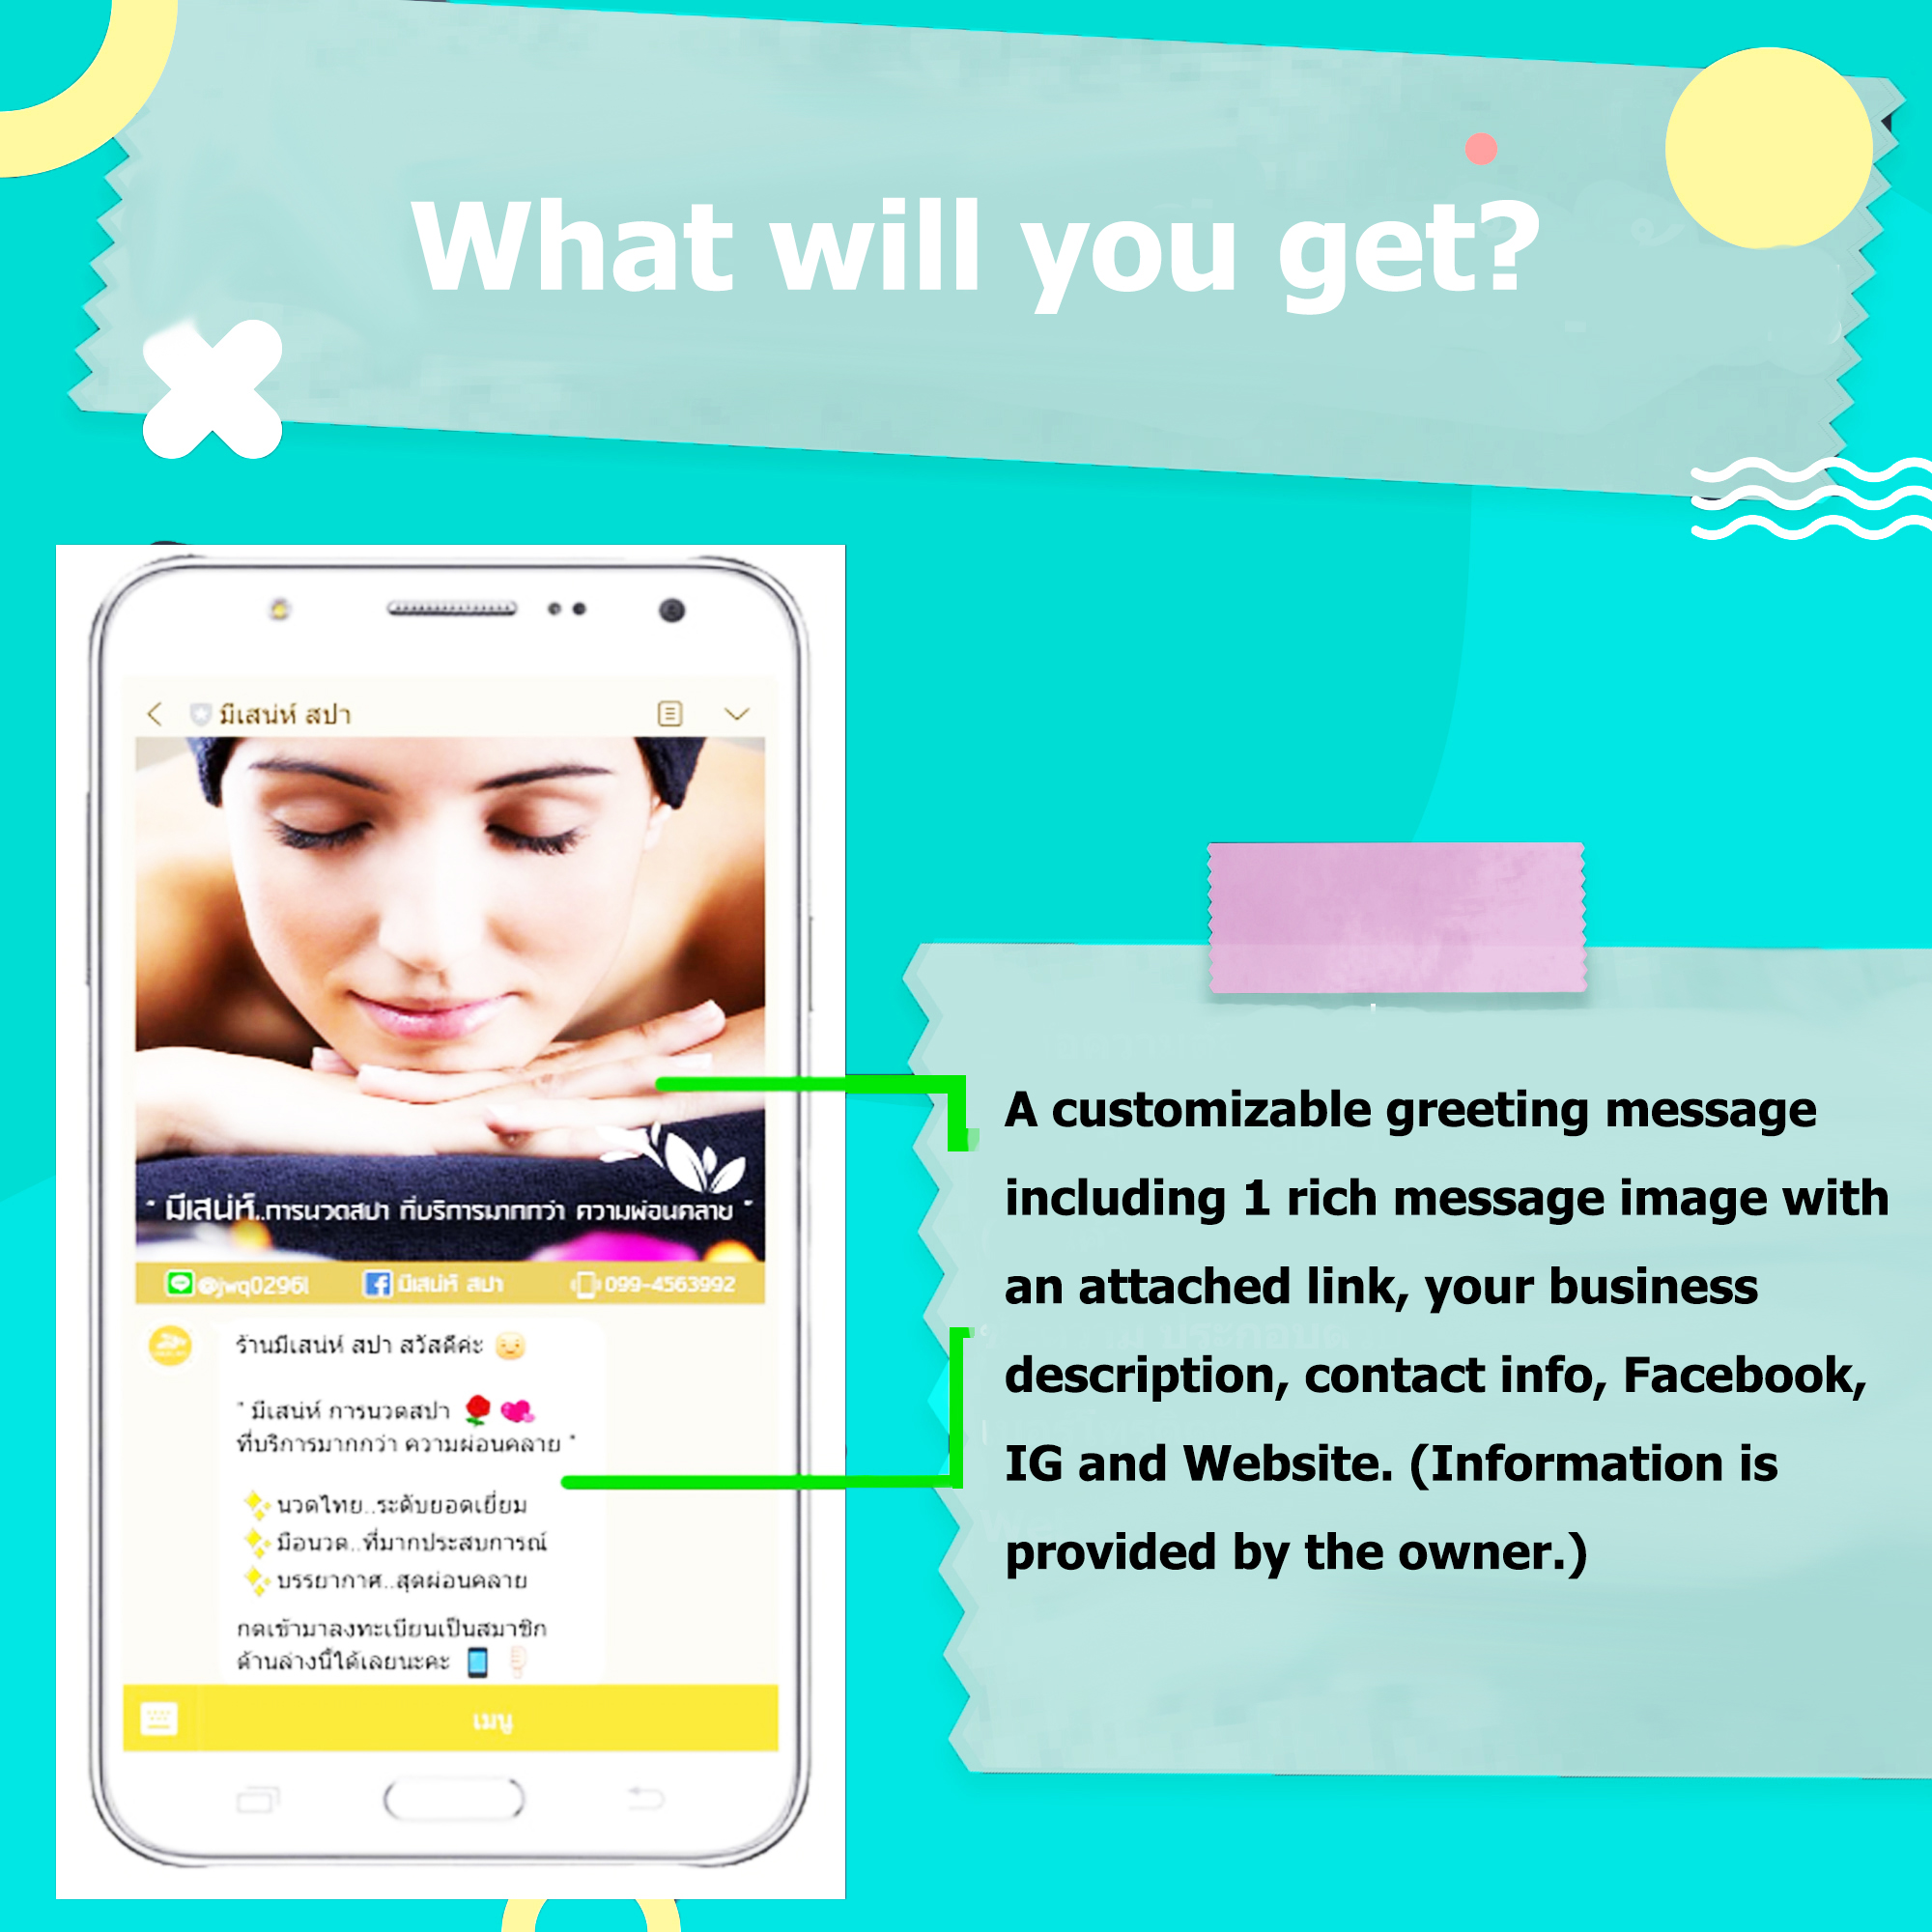 What will you get?
มีเสน่ห์ สปา
" มีเสน่ห์..การนวดสปา ที่บริการมากกว่า ความผ่อนคลาย "
@jwq0296l มีเสน่ห์ สปา 099-4563992
ร้านมีเสน่ห์ สปา สวัสดีค่ะ
" มีเสน่ห์ การนวดสปา
ที่บริการมากกว่า ความผ่อนคลาย "
นวดไทย..ระดับยอดเยี่ยม
มือนวด..ที่มากประสบการณ์
บรรยากาศ..สุดผ่อนคลาย
กดเข้ามาลงทะเบียนเป็นสมาชิก
ด้านล่างนี้ได้เลยนะคะ
เมนู
A customizable greeting message
including 1 rich message image with
an attached link, your business
description, contact info, Facebook,
IG and Website. (Information is
provided by the owner.)